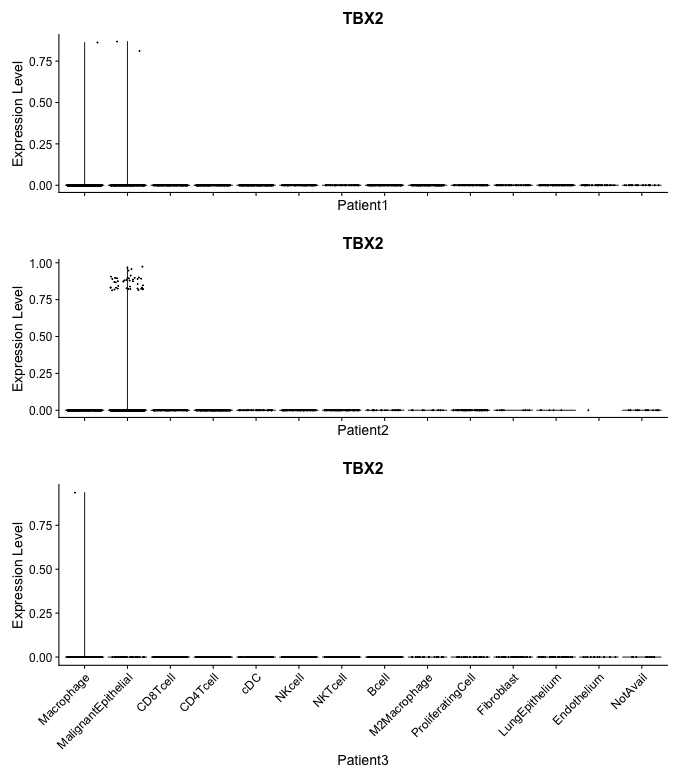 TBX2
Expression Level
0.75
0.50
0.25
0.00
Patient1
TBX2
Expression Level
1.00
0.75
0.50
0.25
0.00
Patient2
TBX2
Expression Level
0.75
0.50
0.25
0.00
Macrophage
MalignantEpithelial
CD8Tcell
CD4Tcell
cDC
NKcell
NKTcell
Bcell
M2Macrophage
ProliferatingCell
Fibroblast
LungEpithelium
Endothelium
NotAvail
Patient3